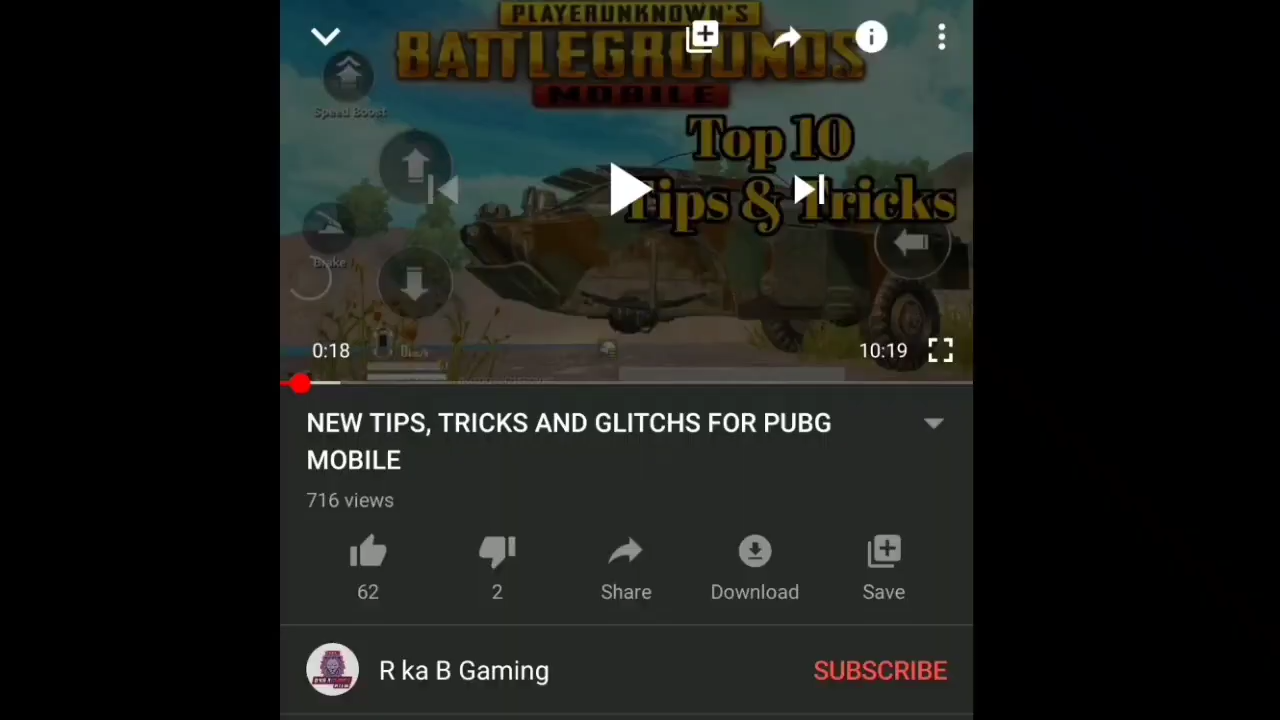 PLAYERUNKNOWN'S
BATTLEGROUNDS
MOBILE
Speed Boost
Top 10
Tips & Tricks
Brake
0:18
10:19
NEW TIPS, TRICKS AND GLITCHS FOR PUBG
MOBILE
716 views
62
2
Share
Download
Save
R ka B Gaming
SUBSCRIBE